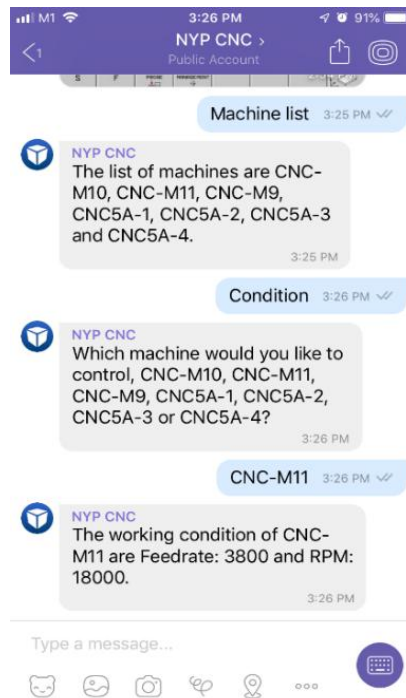 M1 3:26 PM 91%
<1 NYP CNC >
Public Account
S F
Machine list 3:25 PM
NYP CNC
The list of machines are CNC-
M10, CNC-M11, CNC-M9,
CNC5A-1, CNC5A-2, CNC5A-3
and CNC5A-4.
3:25 PM
Condition 3:26 PM
NYP CNC
Which machine would you like to
control, CNC-M10, CNC-M11,
CNC-M9, CNC5A-1, CNC5A-2,
CNC5A-3 or CNC5A-4?
3:26 PM
CNC-M11 3:26 PM
NYP CNC
The working condition of CNC-
M11 are Feedrate: 3800 and RPM:
18000.
3:26 PM
Type a message...